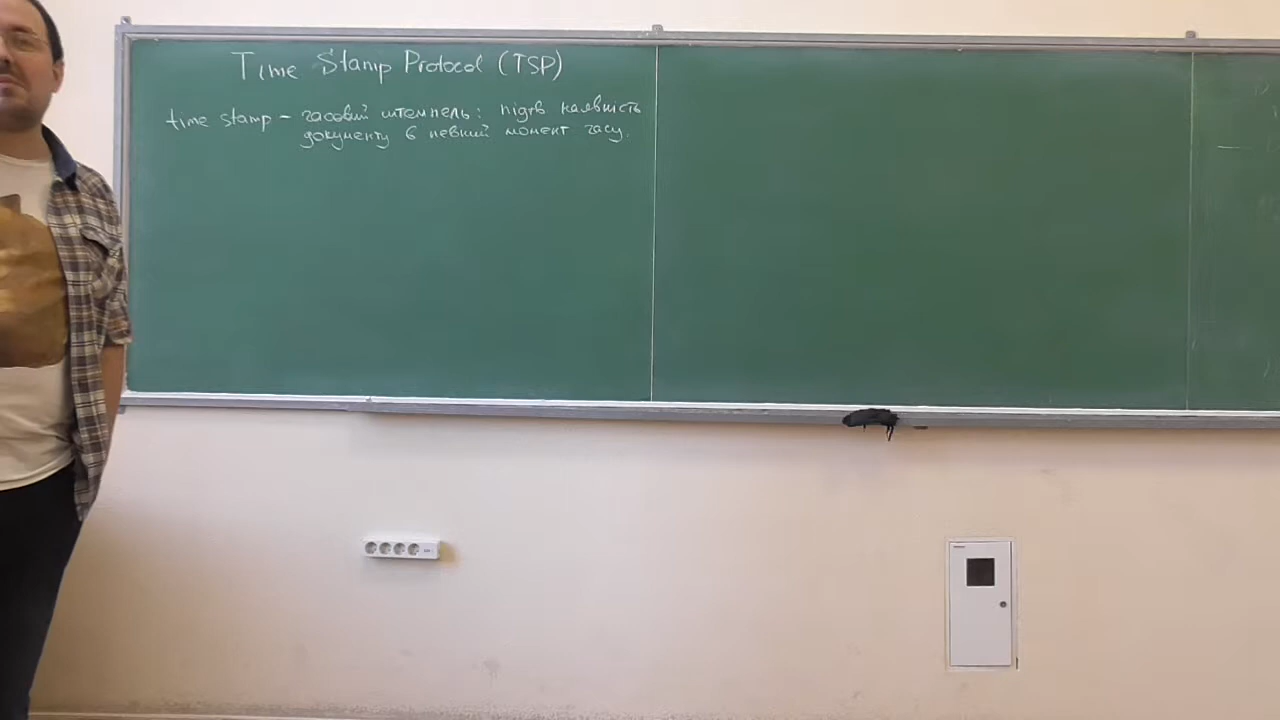 Time Stamp Protocol (TSP)
time stamp - часовий штемпель: підтв наявність
документу в певний момент часу.